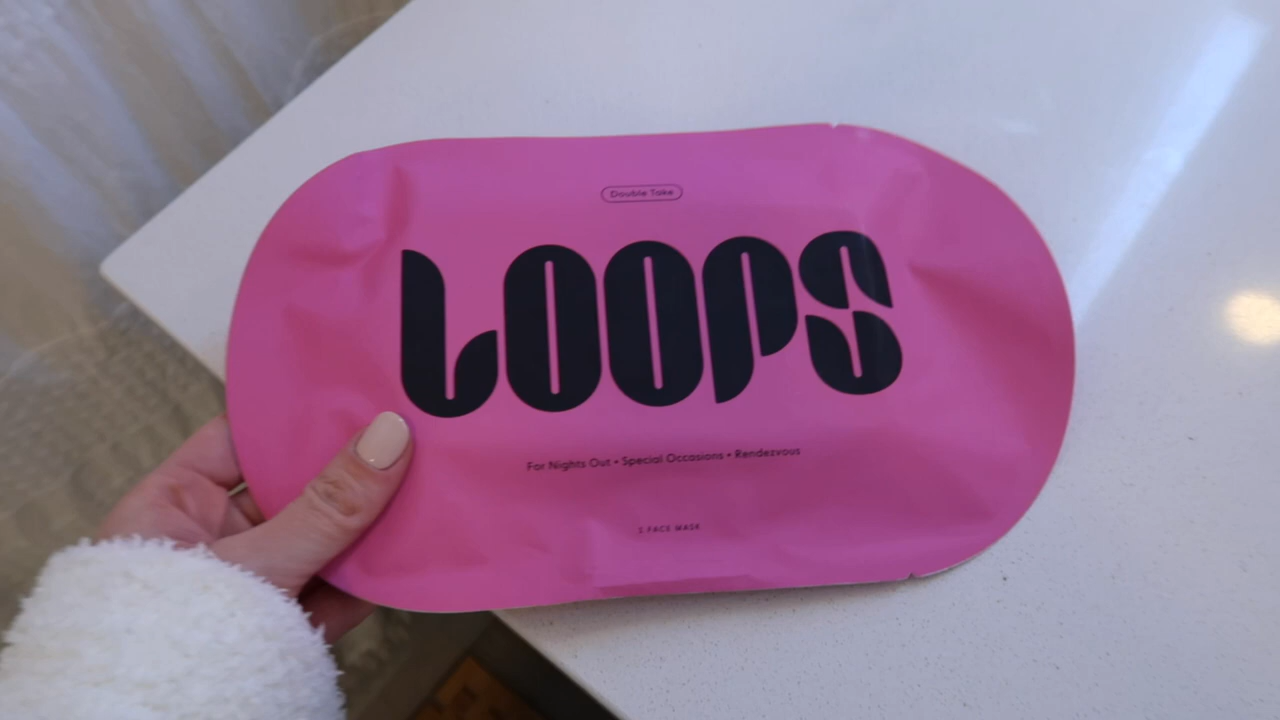 Double Take
LOOPS
For Nights Out • Special Occasions • Rendezvous
1 FACE MASK